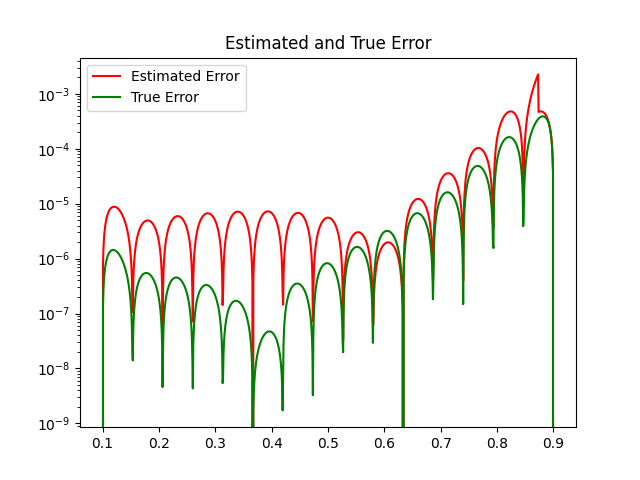 Estimated and True Error
Estimated Error
True Error
10⁻³
10⁻⁴
10⁻⁵
10⁻⁶
10⁻⁷
10⁻⁸
10⁻⁹
0.1 0.2 0.3 0.4 0.5 0.6 0.7 0.8 0.9